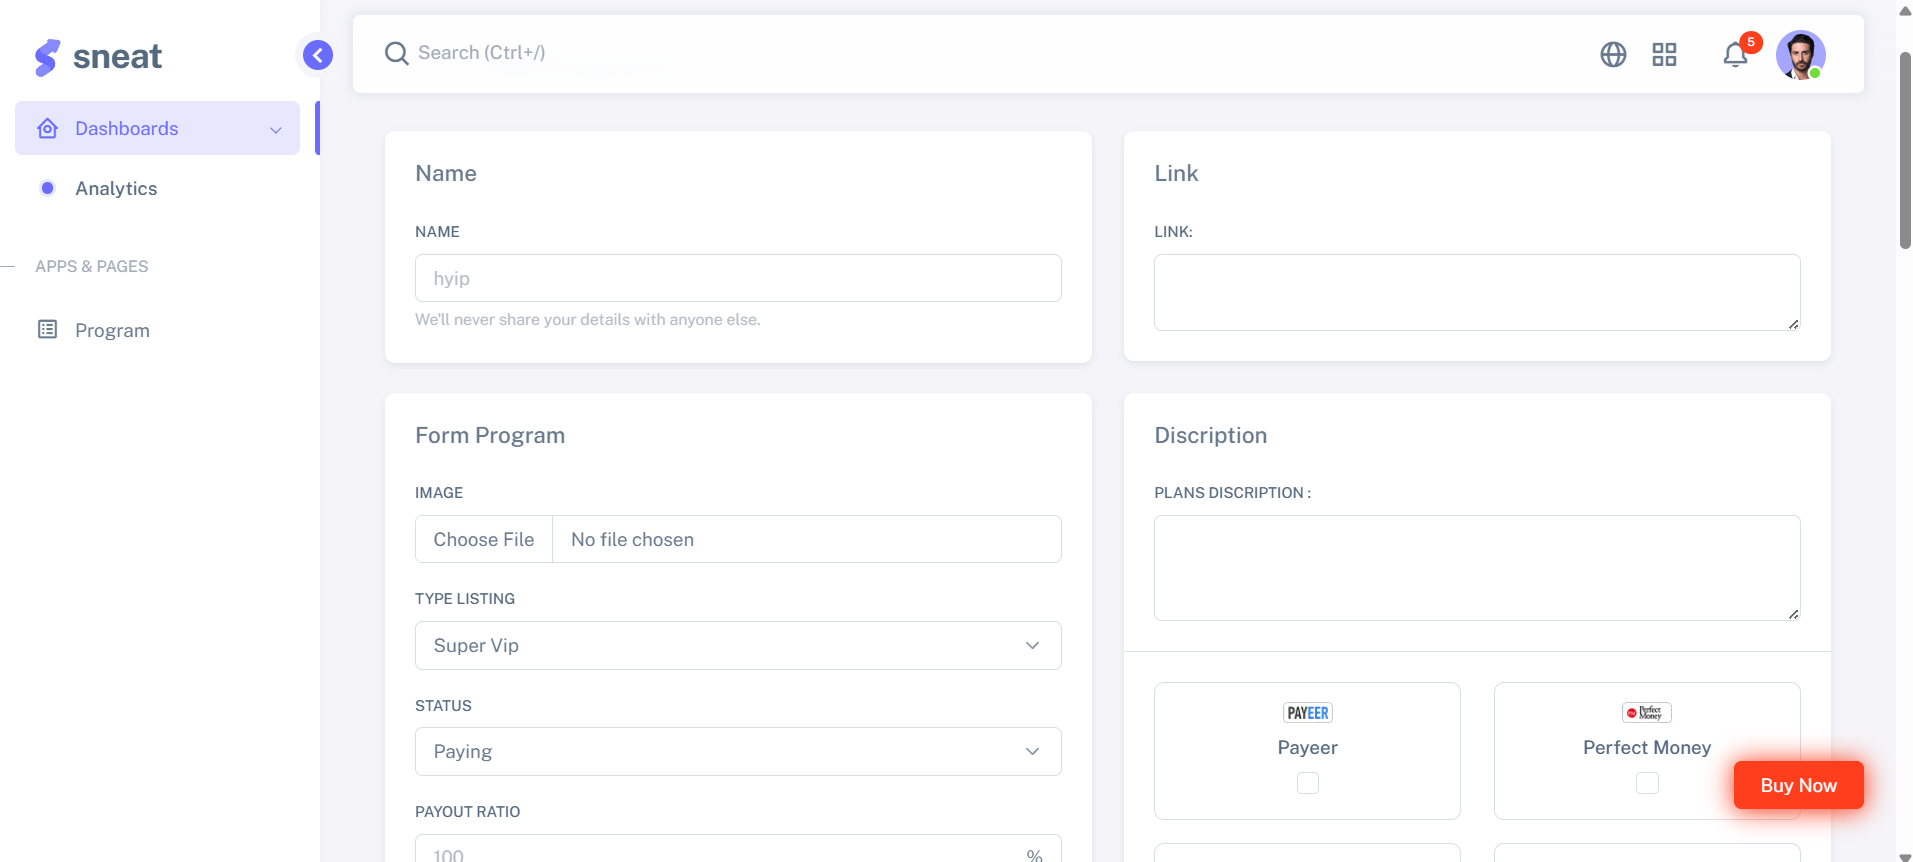 sneat
Dashboards
Analytics
APPS & PAGES
Program
Search (Ctrl+/)
5
Name
NAME
hyip
We'll never share your details with anyone else.
Link
LINK:
Form Program
IMAGE
Choose File No file chosen
TYPE LISTING
Super Vip
STATUS
Paying
PAYOUT RATIO
100 %
Discription
PLANS DISCRIPTION :
PAYEER
Payeer
Perfect
Money
Perfect Money
Buy Now